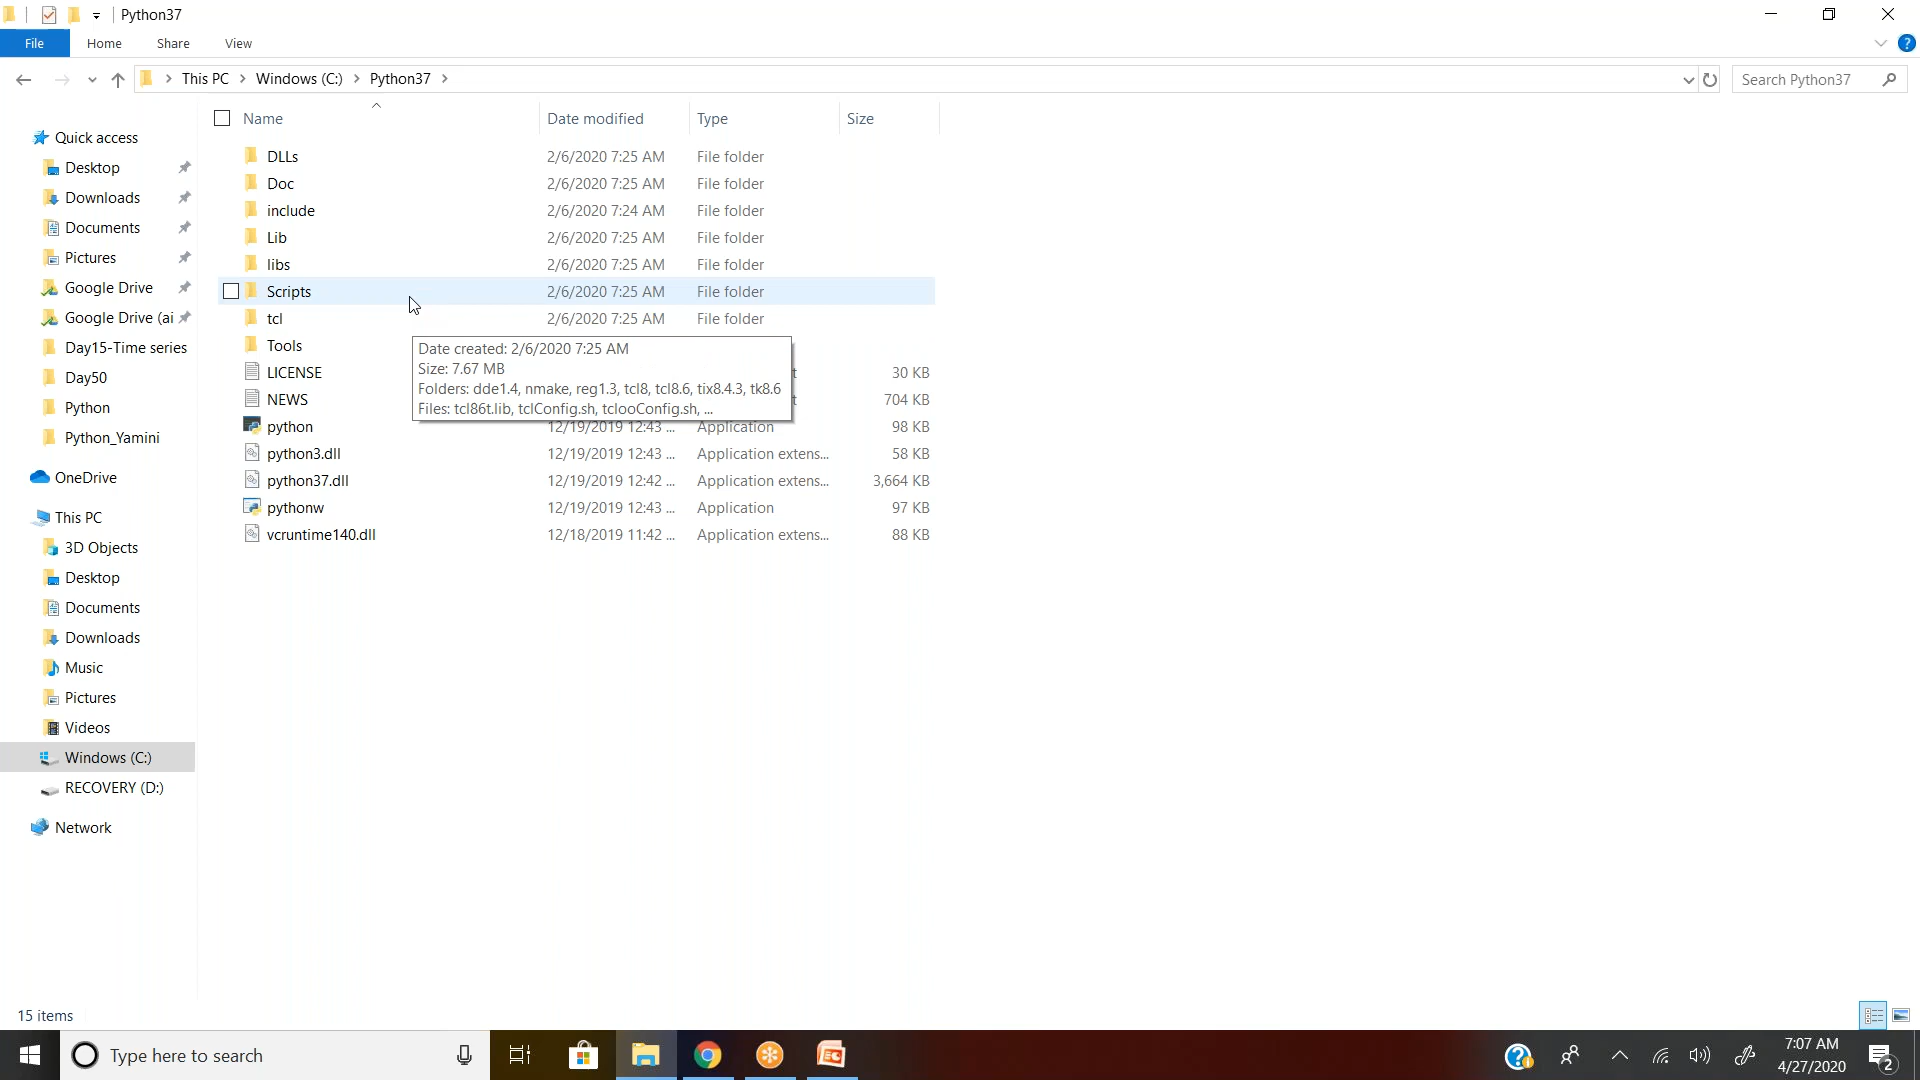 Python37
File Home Share View
This PC Windows (C:) Python37
Search Python37
Name Date modified Type Size
Quick access
Desktop
Downloads
Documents
Pictures
Google Drive
Google Drive (ai
Day15-Time series
Day50
Python
Python_Yamini
OneDrive
This PC
3D Objects
Desktop
Documents
Downloads
Music
Pictures
Videos
Windows (C:)
RECOVERY (D:)
Network
DLLs 2/6/2020 7:25 AM File folder
Doc 2/6/2020 7:25 AM File folder
include 2/6/2020 7:24 AM File folder
Lib 2/6/2020 7:25 AM File folder
libs 2/6/2020 7:25 AM File folder
Scripts 2/6/2020 7:25 AM File folder
tcl 2/6/2020 7:25 AM File folder
Tools
LICENSE t 30 KB
NEWS t 704 KB
python 12/19/2019 12:43 ... Application 98 KB
python3.dll 12/19/2019 12:43 ... Application extens... 58 KB
python37.dll 12/19/2019 12:42 ... Application extens... 3,664 KB
pythonw 12/19/2019 12:43 ... Application 97 KB
vcruntime140.dll 12/18/2019 11:42 ... Application extens... 88 KB
Date created: 2/6/2020 7:25 AM
Size: 7.67 MB
Folders: dde1.4, nmake, reg1.3, tcl8, tcl8.6, tix8.4.3, tk8.6
Files: tcl86t.lib, tclConfig.sh, tclooConfig.sh, ...
15 items
Type here to search
7:07 AM
4/27/2020
2